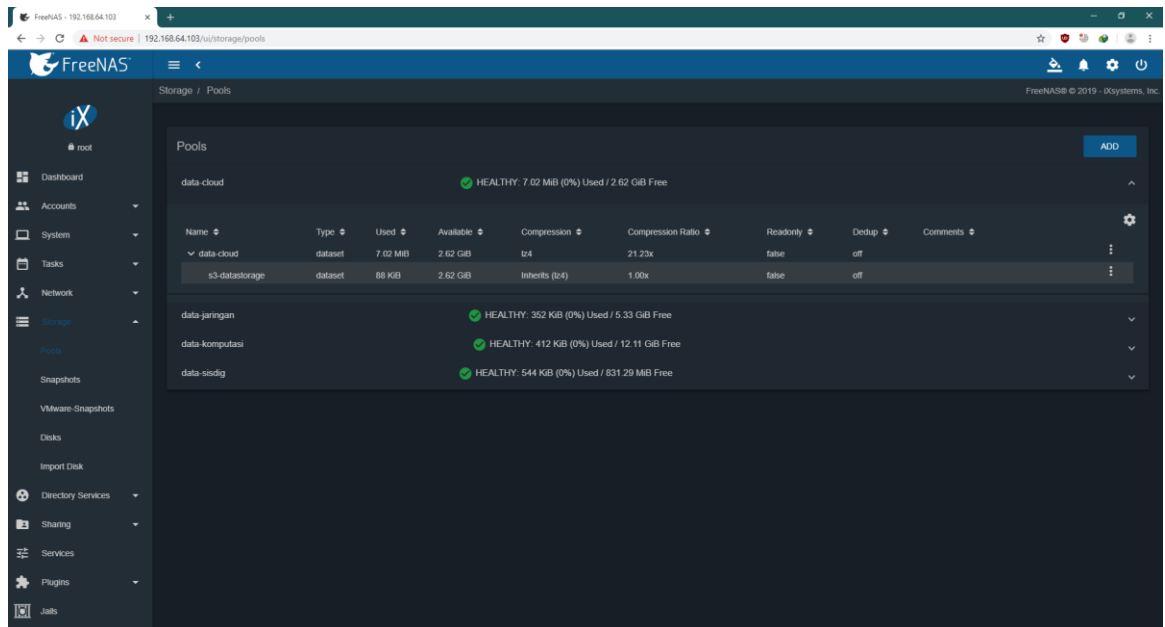 FreeNAS - 192.168.64.103
Not secure | 192.168.64.103/ui/storage/pools
FreeNAS®
Storage / Pools
FreeNAS® © 2019 - iXsystems, Inc.
iX
root
Dashboard
Accounts
System
Tasks
Network
Storage
Pools
Snapshots
VMware-Snapshots
Disks
Import Disk
Directory Services
Sharing
Services
Plugins
Jails
Pools
ADD
data-cloud HEALTHY: 7.02 MiB (0%) Used / 2.62 GiB Free
Name Type Used Available Compression Compression Ratio Readonly Dedup Comments
data-cloud dataset 7.02 MiB 2.62 GiB lz4 21.23x false off
s3-datastorage dataset 88 KiB 2.62 GiB Inherits (lz4) 1.00x false off
data-jaringan HEALTHY: 352 KiB (0%) Used / 5.33 GiB Free
data-komputasi HEALTHY: 412 KiB (0%) Used / 12.11 GiB Free
data-sisdig HEALTHY: 544 KiB (0%) Used / 831.29 MiB Free